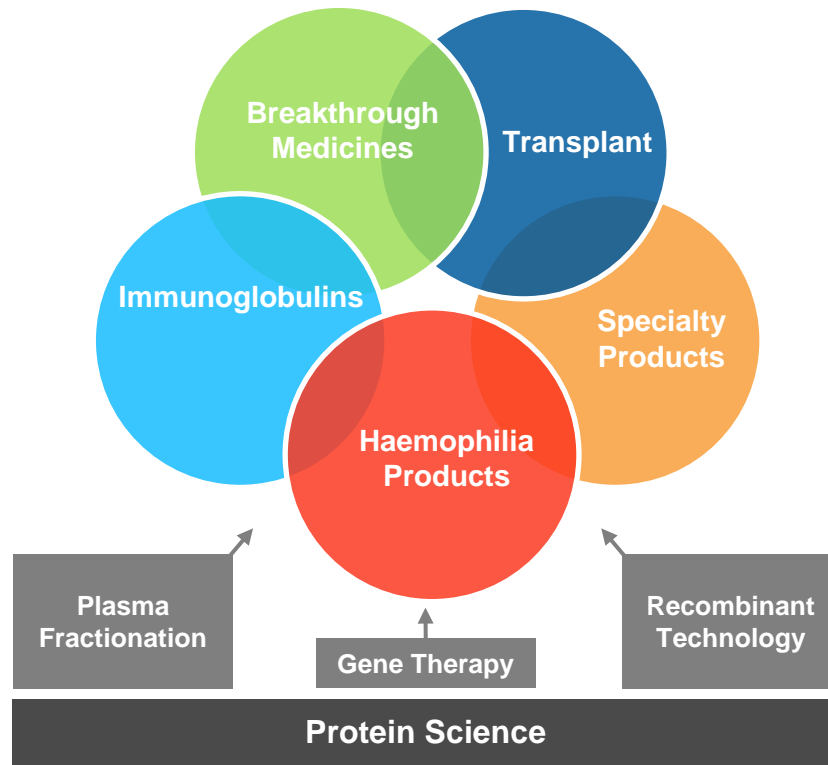 Breakthrough
Medicines
Transplant
Immunoglobulins
Specialty
Products
Haemophilia
Products
Plasma
Fractionation
Gene Therapy
Recombinant
Technology
Protein Science